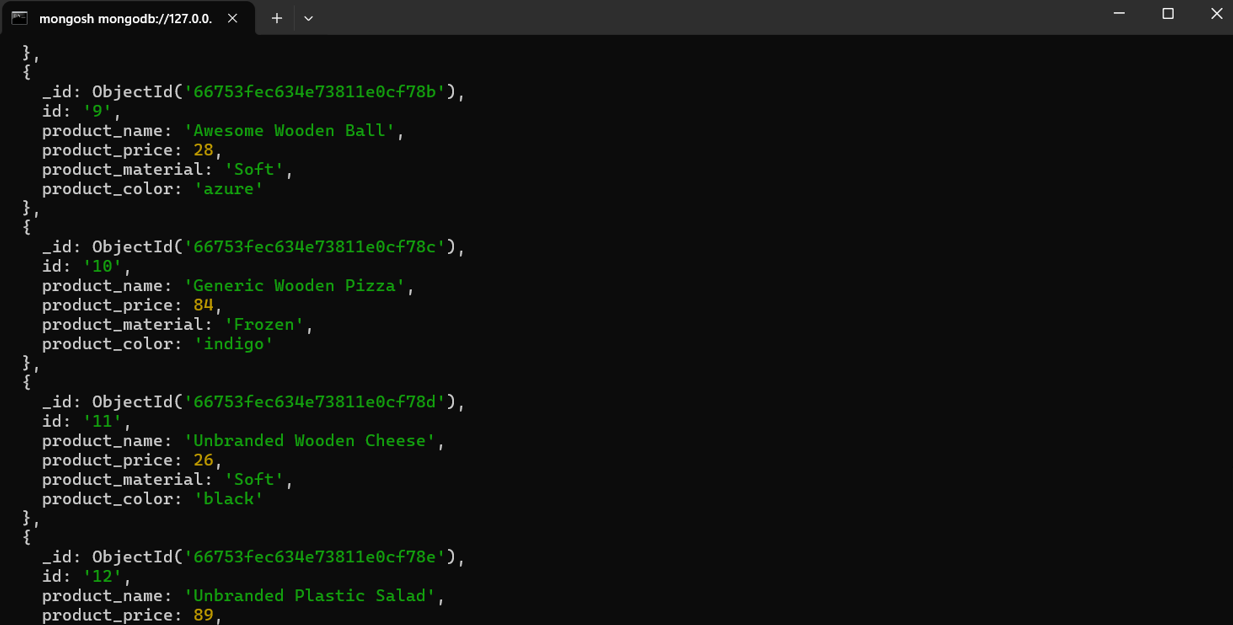 mongosh mongodb://127.0.0.
},
{
_id: ObjectId('66753fec634e73811e0cf78b'),
id: '9',
product_name: 'Awesome Wooden Ball',
product_price: 28,
product_material: 'Soft',
product_color: 'azure'
},
{
_id: ObjectId('66753fec634e73811e0cf78c'),
id: '10',
product_name: 'Generic Wooden Pizza',
product_price: 84,
product_material: 'Frozen',
product_color: 'indigo'
},
{
_id: ObjectId('66753fec634e73811e0cf78d'),
id: '11',
product_name: 'Unbranded Wooden Cheese',
product_price: 26,
product_material: 'Soft',
product_color: 'black'
},
{
_id: ObjectId('66753fec634e73811e0cf78e'),
id: '12',
product_name: 'Unbranded Plastic Salad',
product_price: 89,